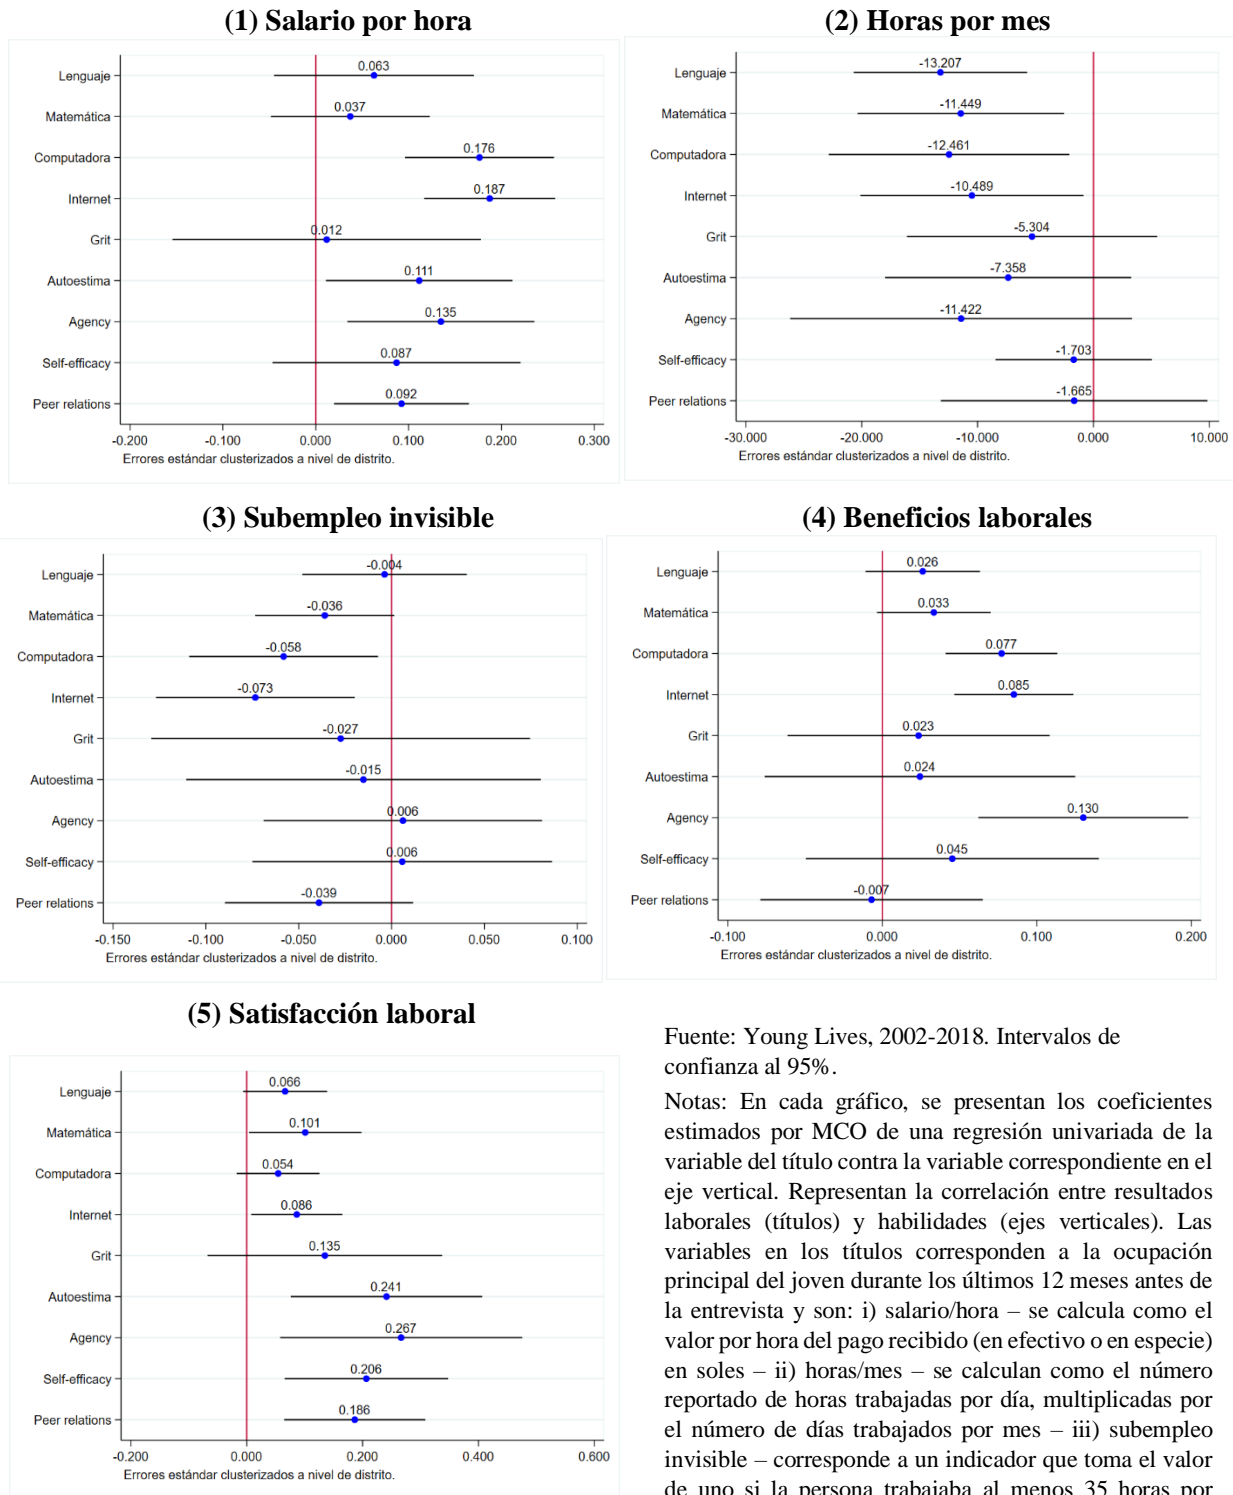 (1) Salario por hora
Lenguaje
0.063
Matemática
0.037
Computadora
0.176
Internet
0.187
Grit
0.012
Autoestima
0.111
Agency
0.135
Self-efficacy
0.087
Peer relations
0.092
-0.200 -0.100 0.000 0.100 0.200 0.300
Errores estándar clusterizados a nivel de distrito.
(2) Horas por mes
Lenguaje
-13.207
Matemática
-11.449
Computadora
-12.461
Internet
-10.489
Grit
-5.304
Autoestima
-7.358
Agency
-11.422
Self-efficacy
-1.703
Peer relations
-1.665
-30.000 -20.000 -10.000 0.000 10.000
Errores estándar clusterizados a nivel de distrito.
(3) Subempleo invisible
Lenguaje
-0.004
Matemática
-0.036
Computadora
-0.058
Internet
-0.073
Grit
-0.027
Autoestima
-0.015
Agency
0.006
Self-efficacy
0.006
Peer relations
-0.039
-0.150 -0.100 -0.050 0.000 0.050 0.100
Errores estándar clusterizados a nivel de distrito.
(4) Beneficios laborales
Lenguaje
0.026
Matemática
0.033
Computadora
0.077
Internet
0.085
Grit
0.023
Autoestima
0.024
Agency
0.130
Self-efficacy
0.045
Peer relations
-0.007
-0.100 0.000 0.100 0.200
Errores estándar clusterizados a nivel de distrito.
(5) Satisfacción laboral
Lenguaje
0.066
Matemática
0.101
Computadora
0.054
Internet
0.086
Grit
0.135
Autoestima
0.241
Agency
0.267
Self-efficacy
0.206
Peer relations
0.186
-0.200 0.000 0.200 0.400 0.600
Errores estándar clusterizados a nivel de distrito.
Fuente: Young Lives, 2002-2018. Intervalos de
confianza al 95%.
Notas: En cada gráfico, se presentan los coeficientes
estimados por MCO de una regresión univariada de la
variable del título contra la variable correspondiente en el
eje vertical. Representan la correlación entre resultados
laborales (títulos) y habilidades (ejes verticales). Las
variables en los títulos corresponden a la ocupación
principal del joven durante los últimos 12 meses antes de
la entrevista y son: i) salario/hora – se calcula como el
valor por hora del pago recibido (en efectivo o en especie)
en soles – ii) horas/mes – se calculan como el número
reportado de horas trabajadas por día, multiplicadas por
el número de días trabajados por mes – iii) subempleo
invisible – corresponde a un indicador que toma el valor
de uno si la persona trabajaba al menos 35 horas por